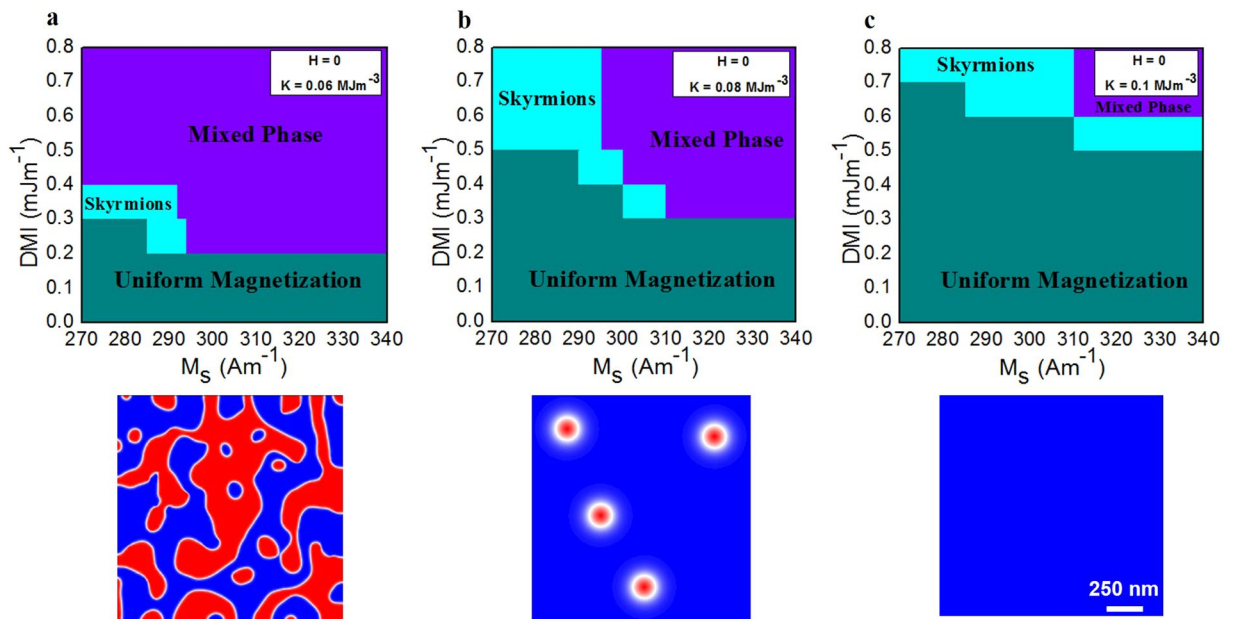 a
0.8
0.7
0.6
0.5
0.4
0.3
0.2
0.1
0.0
DMI (mJm⁻¹)
H = 0
K = 0.06 MJm⁻³
Mixed Phase
Skyrmions
Uniform Magnetization
270 280 290 300 310 320 330 340
Mₛ (Am⁻¹)
b
0.8
0.7
0.6
0.5
0.4
0.3
0.2
0.1
0.0
DMI (mJm⁻¹)
H = 0
K = 0.08 MJm⁻³
Skyrmions
Mixed Phase
Uniform Magnetization
270 280 290 300 310 320 330 340
Mₛ (Am⁻¹)
c
0.8
0.7
0.6
0.5
0.4
0.3
0.2
0.1
0.0
DMI (mJm⁻¹)
H = 0
K = 0.1 MJm⁻³
Skyrmions
Mixed Phase
Uniform Magnetization
270 280 290 300 310 320 330 340
Mₛ (Am⁻¹)
250 nm